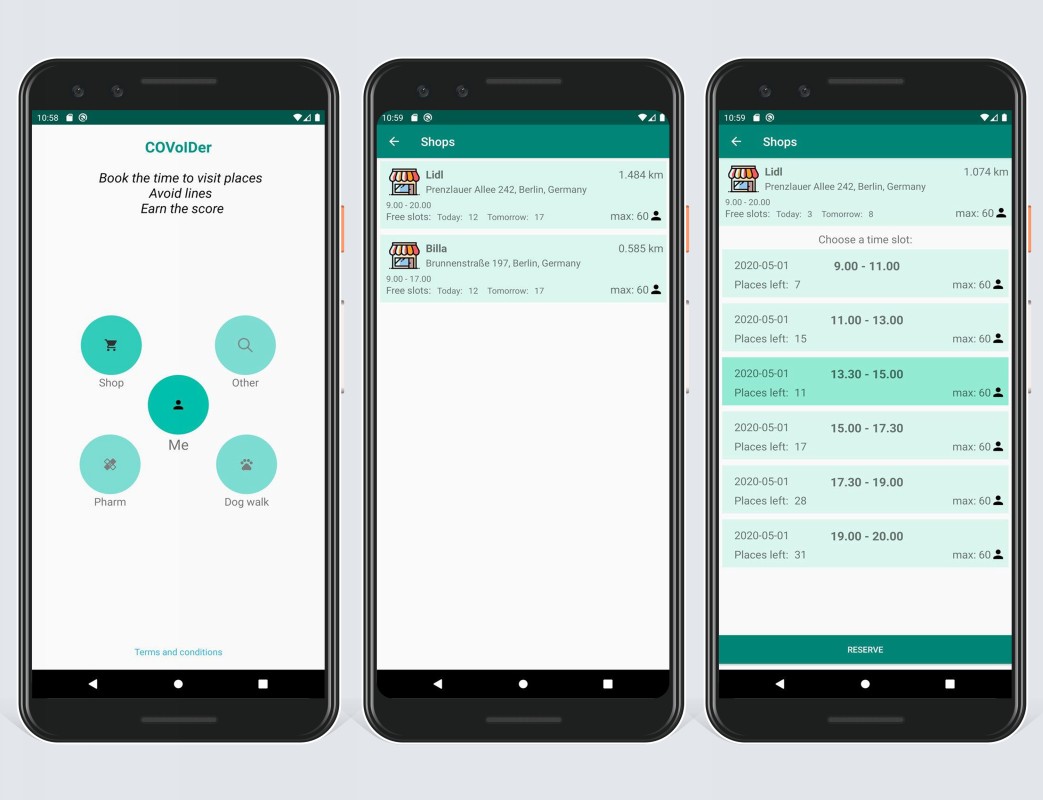 10:58
COVoIDer
Book the time to visit places
Avoid lines
Earn the score
Shop
Other
Me
Pharm
Dog walk
Terms and conditions
10:59
Shops
Lidl 1.484 km
Prenzlauer Allee 242, Berlin, Germany
9.00 - 20.00
Free slots: Today: 12 Tomorrow: 17 max: 60
Billa 0.585 km
Brunnenstraße 197, Berlin, Germany
9.00 - 17.00
Free slots: Today: 12 Tomorrow: 17 max: 60
10:59
Shops
Lidl 1.074 km
Prenzlauer Allee 242, Berlin, Germany
9.00 - 20.00
Free slots: Today: 3 Tomorrow: 8 max: 60
Choose a time slot:
2020-05-01 9.00 - 11.00
Places left: 7 max: 60
2020-05-01 11.00 - 13.00
Places left: 15 max: 60
2020-05-01 13.30 - 15.00
Places left: 11 max: 60
2020-05-01 15.00 - 17.30
Places left: 17 max: 60
2020-05-01 17.30 - 19.00
Places left: 28 max: 60
2020-05-01 19.00 - 20.00
Places left: 31 max: 60
RESERVE